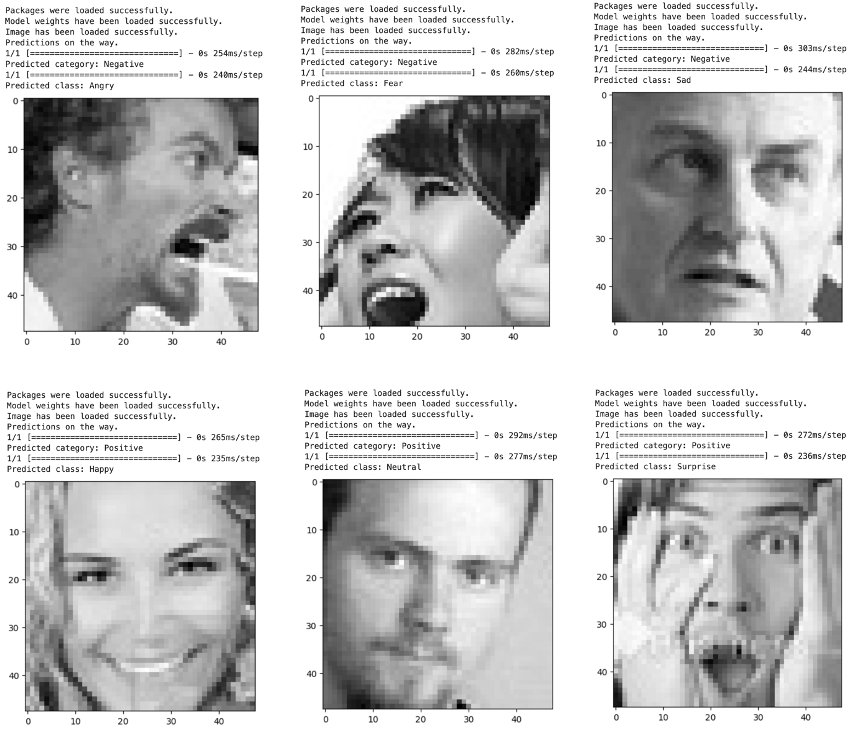 Packages were loaded successfully.
Model weights have been loaded successfully.
Image has been loaded successfully.
Predictions on the way.
1/1 [==============================] - 0s 254ms/step
Predicted category: Negative
1/1 [==============================] - 0s 240ms/step
Predicted class: Angry
0
10
20
30
40
0 10 20 30 40
Packages were loaded successfully.
Model weights have been loaded successfully.
Image has been loaded successfully.
Predictions on the way.
1/1 [==============================] - 0s 282ms/step
Predicted category: Negative
1/1 [==============================] - 0s 260ms/step
Predicted class: Fear
0
10
20
30
40
0 10 20 30 40
Packages were loaded successfully.
Model weights have been loaded successfully.
Image has been loaded successfully.
Predictions on the way.
1/1 [==============================] - 0s 303ms/step
Predicted category: Negative
1/1 [==============================] - 0s 244ms/step
Predicted class: Sad
0
10
20
30
40
0 10 20 30 40
Packages were loaded successfully.
Model weights have been loaded successfully.
Image has been loaded successfully.
Predictions on the way.
1/1 [==============================] - 0s 265ms/step
Predicted category: Positive
1/1 [==============================] - 0s 235ms/step
Predicted class: Happy
0
10
20
30
40
0 10 20 30 40
Packages were loaded successfully.
Model weights have been loaded successfully.
Image has been loaded successfully.
Predictions on the way.
1/1 [==============================] - 0s 292ms/step
Predicted category: Positive
1/1 [==============================] - 0s 277ms/step
Predicted class: Neutral
0
10
20
30
40
0 10 20 30 40
Packages were loaded successfully.
Model weights have been loaded successfully.
Image has been loaded successfully.
Predictions on the way.
1/1 [==============================] - 0s 272ms/step
Predicted category: Positive
1/1 [==============================] - 0s 236ms/step
Predicted class: Surprise
0
10
20
30
40
0 10 20 30 40